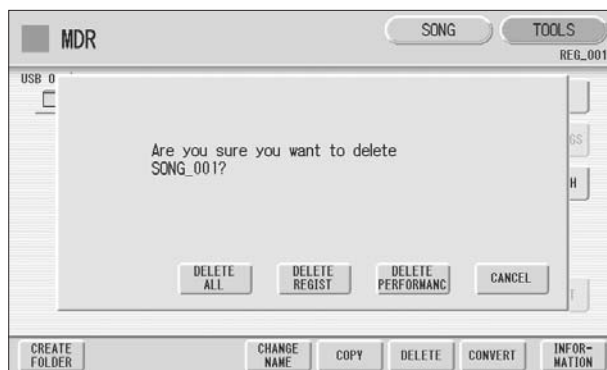 MDR
SONG
TOOLS
REG_001
USB 0
GS
H
T
Are you sure you want to delete
SONG_001?
DELETE
ALL
DELETE
REGIST
DELETE
PERFORMANC
CANCEL
CREATE
FOLDER
CHANGE
NAME
COPY
DELETE
CONVERT
INFOR-
MATION